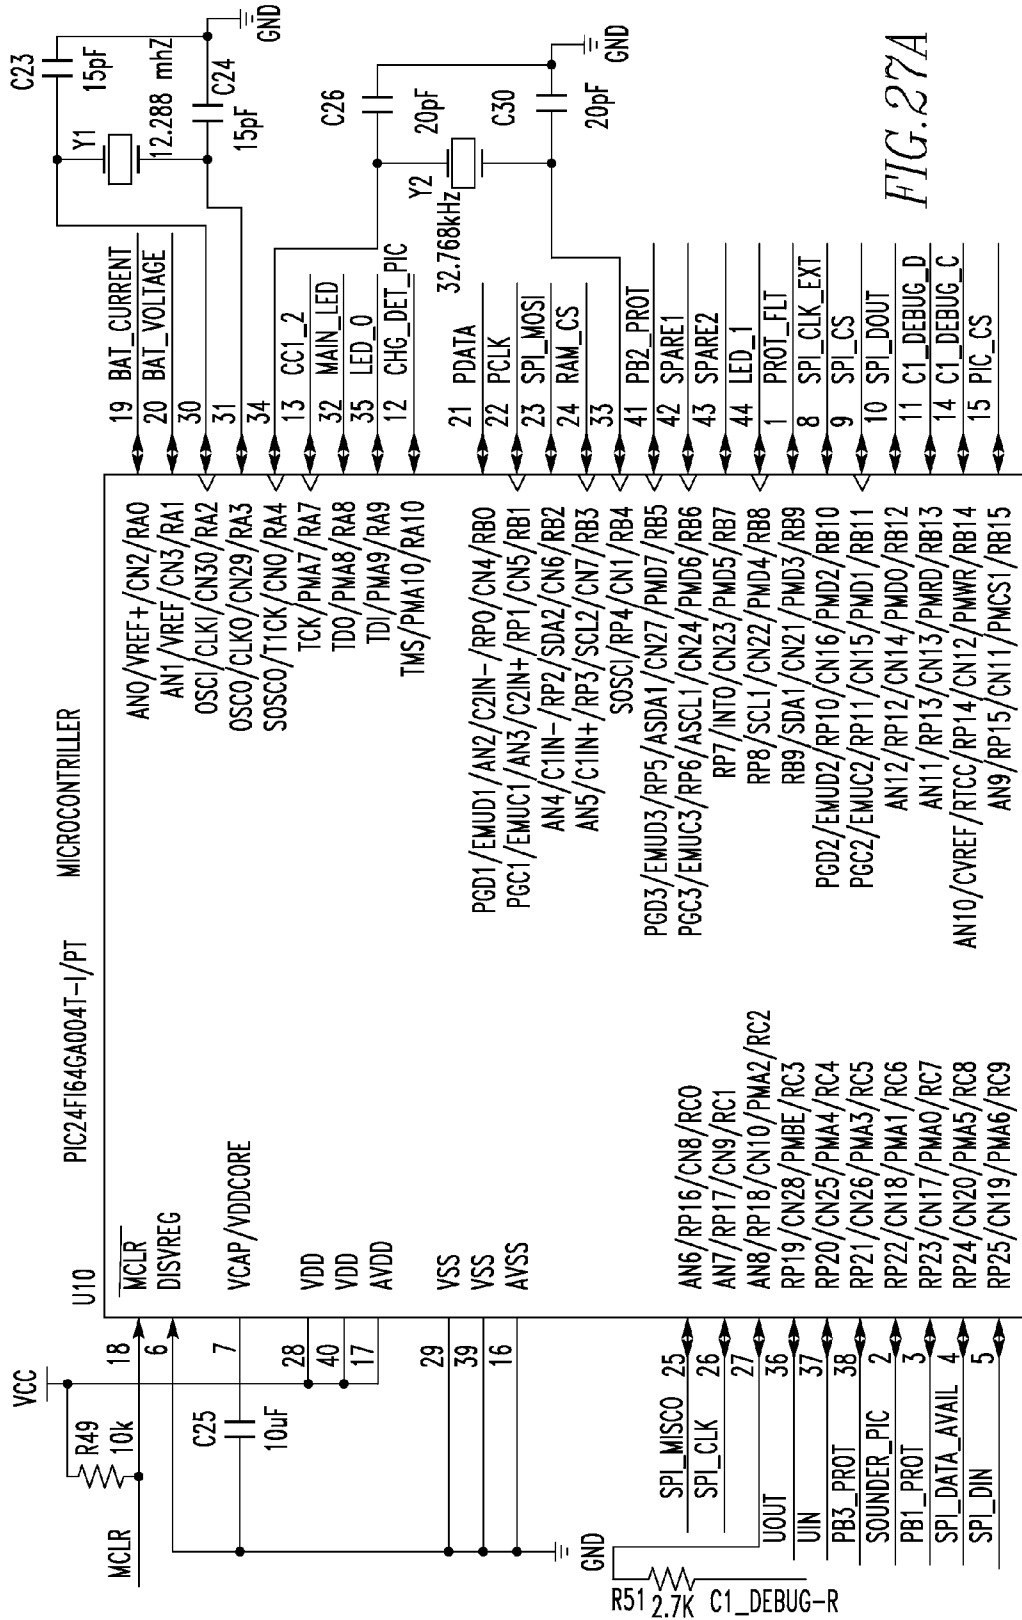 PIC24FI64GA004T-I/PT
MICROCONTRILLER
U10
VCC
R49
10k
MCLR
18 MCLR
6 DISVREG
C25
10uF
7 VCAP/VDDCORE
28 VDD
40 VDD
17 AVDD
29 VSS
39 VSS
16 AVSS
GND
R51
2.7K
C1_DEBUG-R
SPI_MISCO 25 AN6/RP16/CN8/RC0
SPI_CLK 26 AN7/RP17/CN9/RC1
27 AN8/RP18/CN10/PMA2/RC2
UOUT 36 RP19/CN28/PMBE/RC3
UIN 37 RP20/CN25/PMA4/RC4
PB3_PROT 38 RP21/CN26/PMA3/RC5
SOUNDER_PIC 2 RP22/CN18/PMA1/RC6
PB1_PROT 3 RP23/CN17/PMA0/RC7
SPI_DATA_AVAIL 4 RP24/CN20/PMA5/RC8
SPI_DIN 5 RP25/CN19/PMA6/RC9
AN0/VREF+/CN2/RA0 19 BAT_CURRENT
AN1/VREF/CN3/RA1 20 BAT_VOLTAGE
OSCI/CLKI/CN30/RA2 30
OSCO/CLKO/CN29/RA3 31
SOSCO/T1CK/CN0/RA4 34
TCK/PMA7/RA7 13 CC1_2
TDO/PMA8/RA8 32 MAIN_LED
TDI/PMA9/RA9 35 LED_0
TMS/PMA10/RA10 12 CHG_DET_PIC
PGD1/EMUD1/AN2/C2IN-/RP0/CN4/RB0 21 PDATA
PGC1/EMUC1/AN3/C2IN+/RP1/CN5/RB1 22 PCLK
AN4/C1IN-/RP2/SDA2/CN6/RB2 23 SPI_MOSI
AN5/C1IN+/RP3/SCL2/CN7/RB3 24 RAM_CS
SOSCI/RP4/CN1/RB4 33
PGD3/EMUD3/RP5/ASDA1/CN27/PMD7/RB5 41 PB2_PROT
PGC3/EMUC3/RP6/ASCL1/CN24/PMD6/RB6 42 SPARE1
RP7/INTO/CN23/PMD5/RB7 43 SPARE2
RP8/SCL1/CN22/PMD4/RB8 44 LED_1
RB9/SDA1/CN21/PMD3/RB9 1 PROT_FLT
PGD2/EMUD2/RP10/CN16/PMD2/RB10 8 SPI_CLK_EXT
PGC2/EMUC2/RP11/CN15/PMD1/RB11 9 SPI_CS
AN12/RP12/CN14/PMD0/RB12 10 SPI_DOUT
AN11/RP13/CN13/PMRD/RB13 11 C1_DEBUG_D
AN10/CVREF/RTCC/RP14/CN12/PMWR/RB14 14 C1_DEBUG_C
AN9/RP15/CN11/PMCS1/RB15 15 PIC_CS
C23
15pF
Y1
12.288 mhZ
C24
15pF
GND
C26
20pF
Y2
32.768kHz
C30
20pF
GND
FIG.27A